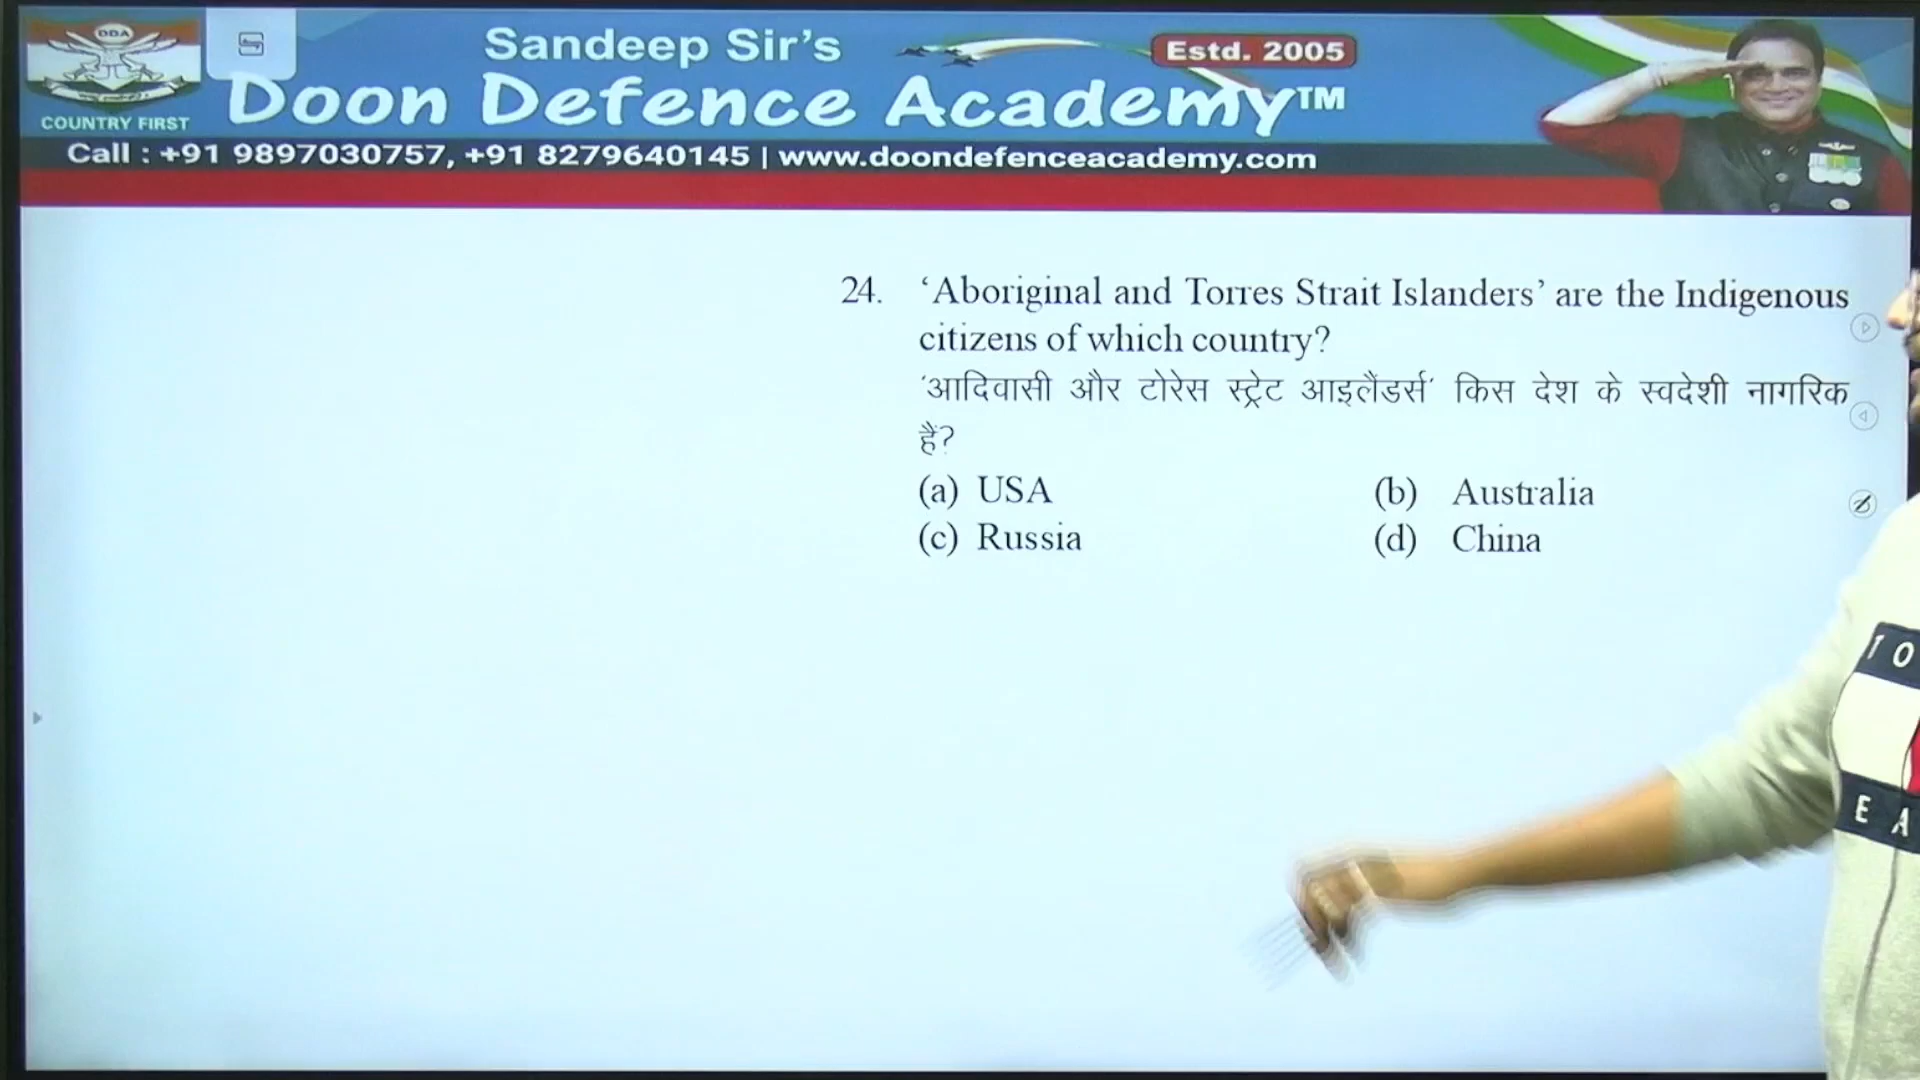 DDA
COUNTRY FIRST
Sandeep Sir's
Estd. 2005
Doon Defence Academy™
Call : +91 9897030757, +91 8279640145 | www.doondefenceacademy.com
24. 'Aboriginal and Torres Strait Islanders' are the Indigenous
citizens of which country?
'आदिवासी और टोरेस स्ट्रेट आइलैंडर्स' किस देश के स्वदेशी नागरिक
हैं?
(a) USA (b) Australia
(c) Russia (d) China
T O
E A